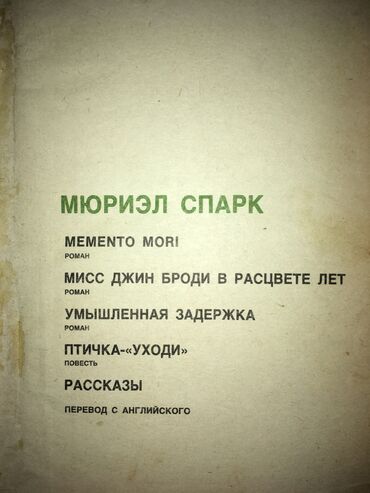 МЮРИЭЛ СПАРК
MEMENTO MORI
РОМАН
МИСС ДЖИН БРОДИ В РАСЦВЕТЕ ЛЕТ
РОМАН
УМЫШЛЕННАЯ ЗАДЕРЖКА
РОМАН
ПТИЧКА-«УХОДИ»
ПОВЕСТЬ
РАССКАЗЫ
ПЕРЕВОД С АНГЛИЙСКОГО